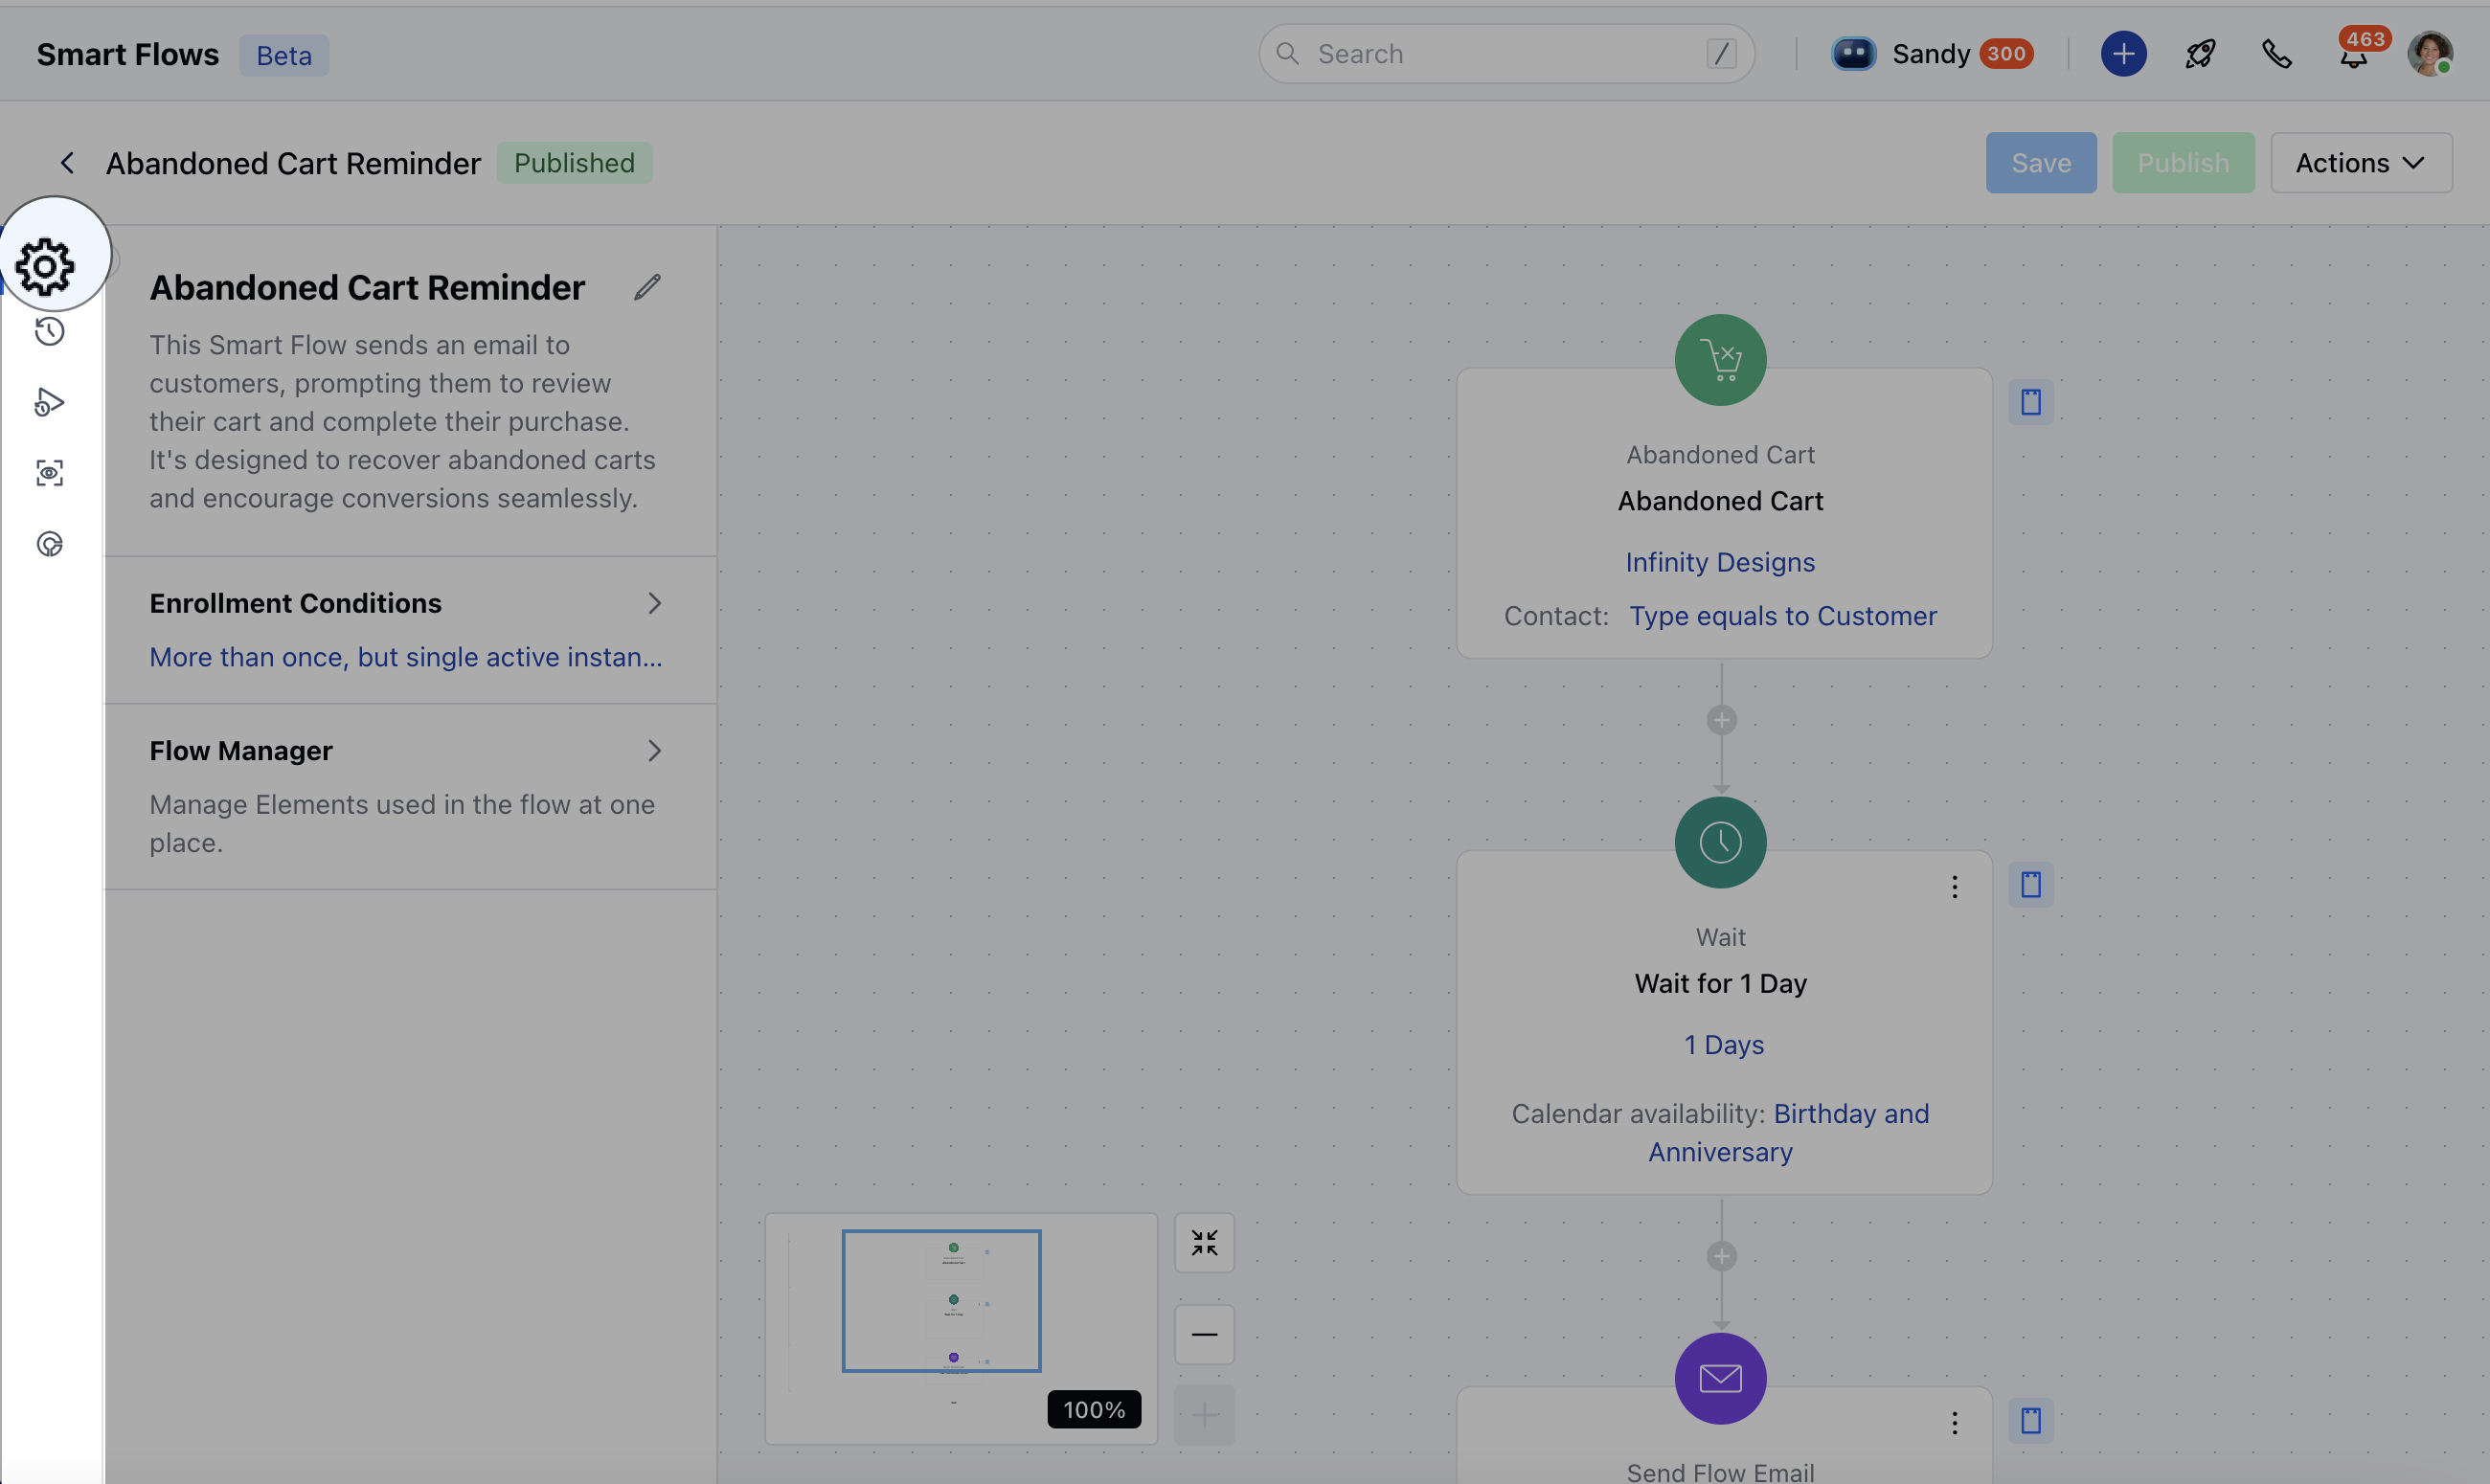 Smart Flows
Beta
Search
/
Sandy
300
463
Abandoned Cart Reminder
Published
Save
Publish
Actions
Abandoned Cart Reminder
This Smart Flow sends an email to
customers, prompting them to review
their cart and complete their purchase.
It's designed to recover abandoned carts
and encourage conversions seamlessly.
Enrollment Conditions
More than once, but single active instan...
Flow Manager
Manage Elements used in the flow at one
place.
Abandoned Cart
Abandoned Cart
Infinity Designs
Contact: Type equals to Customer
Wait
Wait for 1 Day
1 Days
Calendar availability: Birthday and
Anniversary
100%
Send Flow Email